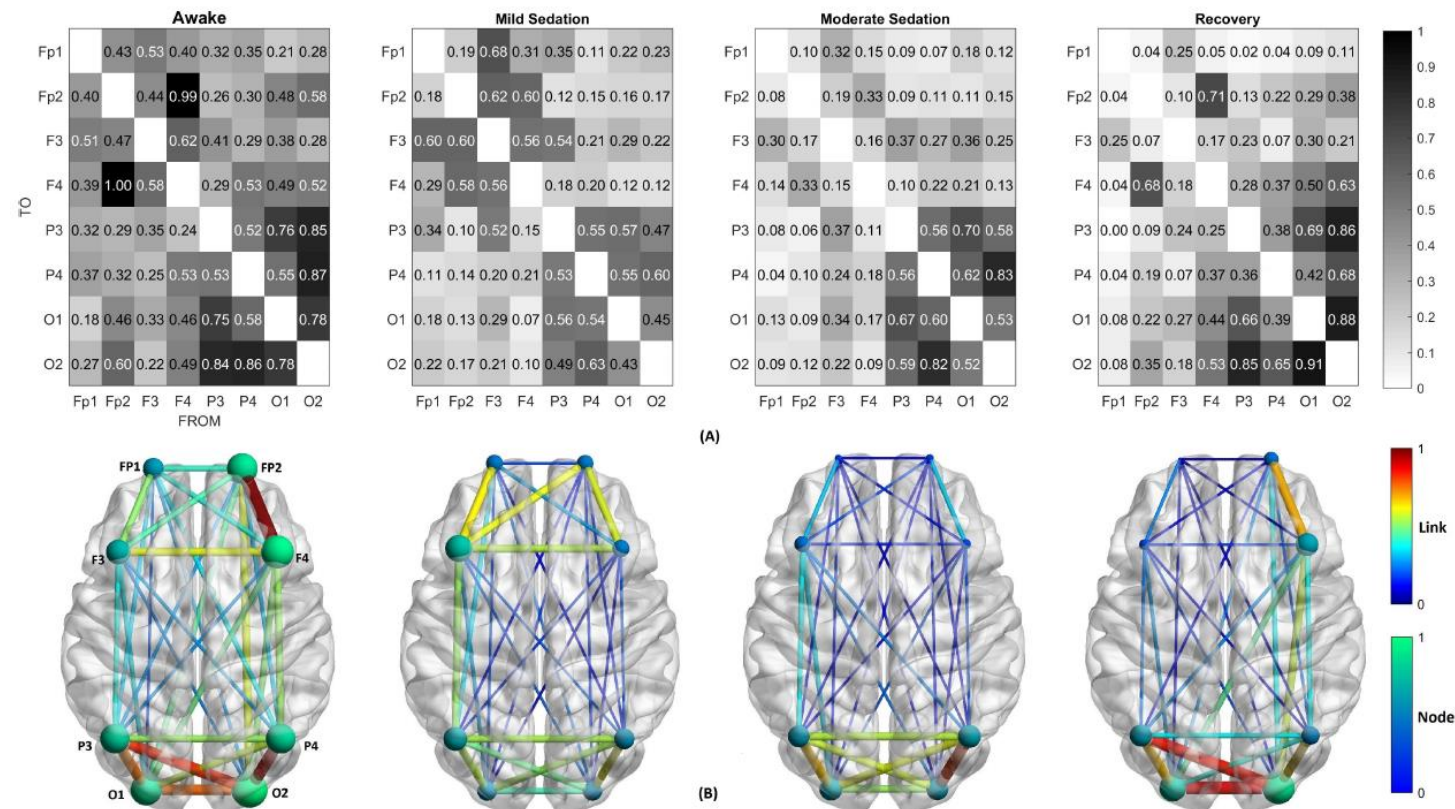 Awake
Mild Sedation
Moderate Sedation
Recovery
Fp1 0.43 0.53 0.40 0.32 0.35 0.21 0.28
Fp2 0.40 0.44 0.99 0.26 0.30 0.48 0.58
F3 0.51 0.47 0.62 0.41 0.29 0.38 0.28
F4 0.39 1.00 0.58 0.29 0.53 0.49 0.52
P3 0.32 0.29 0.35 0.24 0.52 0.76 0.85
P4 0.37 0.32 0.25 0.53 0.53 0.55 0.87
O1 0.18 0.46 0.33 0.46 0.75 0.58 0.78
O2 0.27 0.60 0.22 0.49 0.84 0.86 0.78
Fp1 Fp2 F3 F4 P3 P4 O1 O2
TO
FROM
Fp1 0.19 0.68 0.31 0.35 0.11 0.22 0.23
Fp2 0.18 0.62 0.60 0.12 0.15 0.16 0.17
F3 0.60 0.60 0.56 0.54 0.21 0.29 0.22
F4 0.29 0.58 0.56 0.18 0.20 0.12 0.12
P3 0.34 0.10 0.52 0.15 0.55 0.57 0.47
P4 0.11 0.14 0.20 0.21 0.53 0.55 0.60
O1 0.18 0.13 0.29 0.07 0.56 0.54 0.45
O2 0.22 0.17 0.21 0.10 0.49 0.63 0.43
Fp1 Fp2 F3 F4 P3 P4 O1 O2
Fp1 0.10 0.32 0.15 0.09 0.07 0.18 0.12
Fp2 0.08 0.19 0.33 0.09 0.11 0.11 0.15
F3 0.30 0.17 0.16 0.37 0.27 0.36 0.25
F4 0.14 0.33 0.15 0.10 0.22 0.21 0.13
P3 0.08 0.06 0.37 0.11 0.56 0.70 0.58
P4 0.04 0.10 0.24 0.18 0.56 0.62 0.83
O1 0.13 0.09 0.34 0.17 0.67 0.60 0.53
O2 0.09 0.12 0.22 0.09 0.59 0.82 0.52
Fp1 Fp2 F3 F4 P3 P4 O1 O2
Fp1 0.04 0.25 0.05 0.02 0.04 0.09 0.11
Fp2 0.04 0.10 0.71 0.13 0.22 0.29 0.38
F3 0.25 0.07 0.17 0.23 0.07 0.30 0.21
F4 0.04 0.68 0.18 0.28 0.37 0.50 0.63
P3 0.00 0.09 0.24 0.25 0.38 0.69 0.86
P4 0.04 0.19 0.07 0.37 0.36 0.42 0.68
O1 0.08 0.22 0.27 0.44 0.66 0.39 0.88
O2 0.08 0.35 0.18 0.53 0.85 0.65 0.91
Fp1 Fp2 F3 F4 P3 P4 O1 O2
1
0.9
0.8
0.7
0.6
0.5
0.4
0.3
0.2
0.1
0
(A)
FP1
FP2
F3
F4
P3
P4
O1
O2
1
Link
0
1
Node
0
(B)